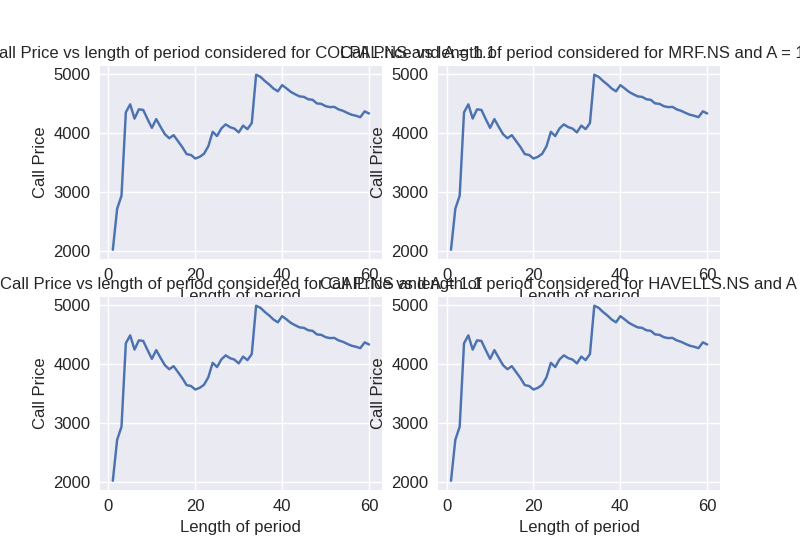 all Price vs length of period considered for COLPAL.NS and A = 1.1
Call Price vs length of period considered for MRF.NS and A = 1
5000
4000
3000
2000
Call Price
0 20 40 60
Length of period
5000
4000
3000
2000
Call Price
0 20 40 60
Length of period
Call Price vs length of period considered for and A = 1.1
Call Price vs length of period considered for HAVELLS.NS and A
5000
4000
3000
2000
Call Price
0 20 40 60
Length of period
5000
4000
3000
2000
Call Price
0 20 40 60
Length of period